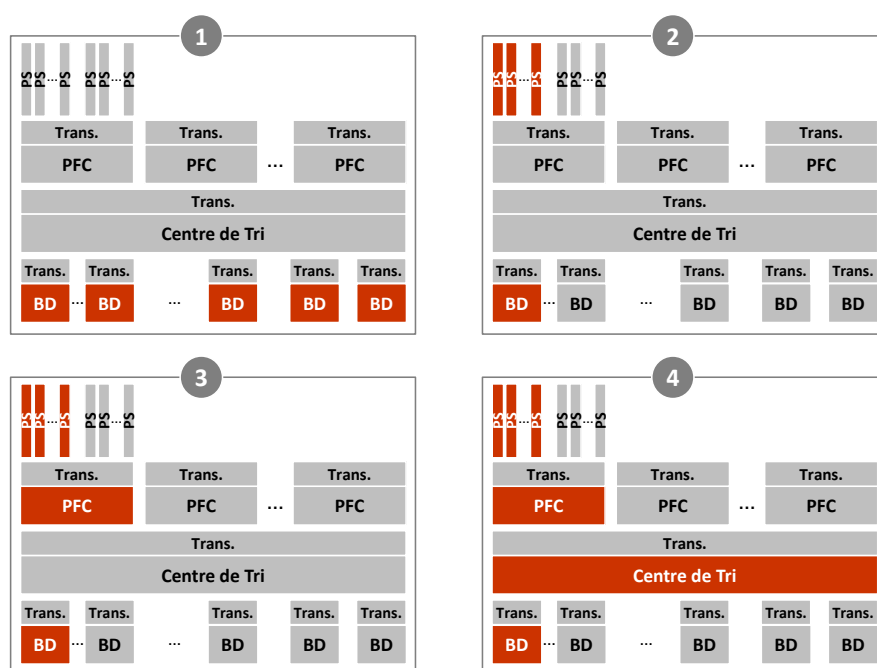 1
PS PS ... PS PS PS ... PS
Trans. Trans. Trans.
PFC PFC ... PFC
Trans.
Centre de Tri
Trans. Trans. Trans. Trans. Trans.
BD ... BD ... BD BD BD
2
PS PS ... PS PS PS ... PS
Trans. Trans. Trans.
PFC PFC ... PFC
Trans.
Centre de Tri
Trans. Trans. Trans. Trans. Trans.
BD ... BD ... BD BD BD
3
PS PS ... PS PS PS ... PS
Trans. Trans. Trans.
PFC PFC ... PFC
Trans.
Centre de Tri
Trans. Trans. Trans. Trans. Trans.
BD ... BD ... BD BD BD
4
PS PS ... PS PS PS ... PS
Trans. Trans. Trans.
PFC PFC ... PFC
Trans.
Centre de Tri
Trans. Trans. Trans. Trans. Trans.
BD ... BD ... BD BD BD